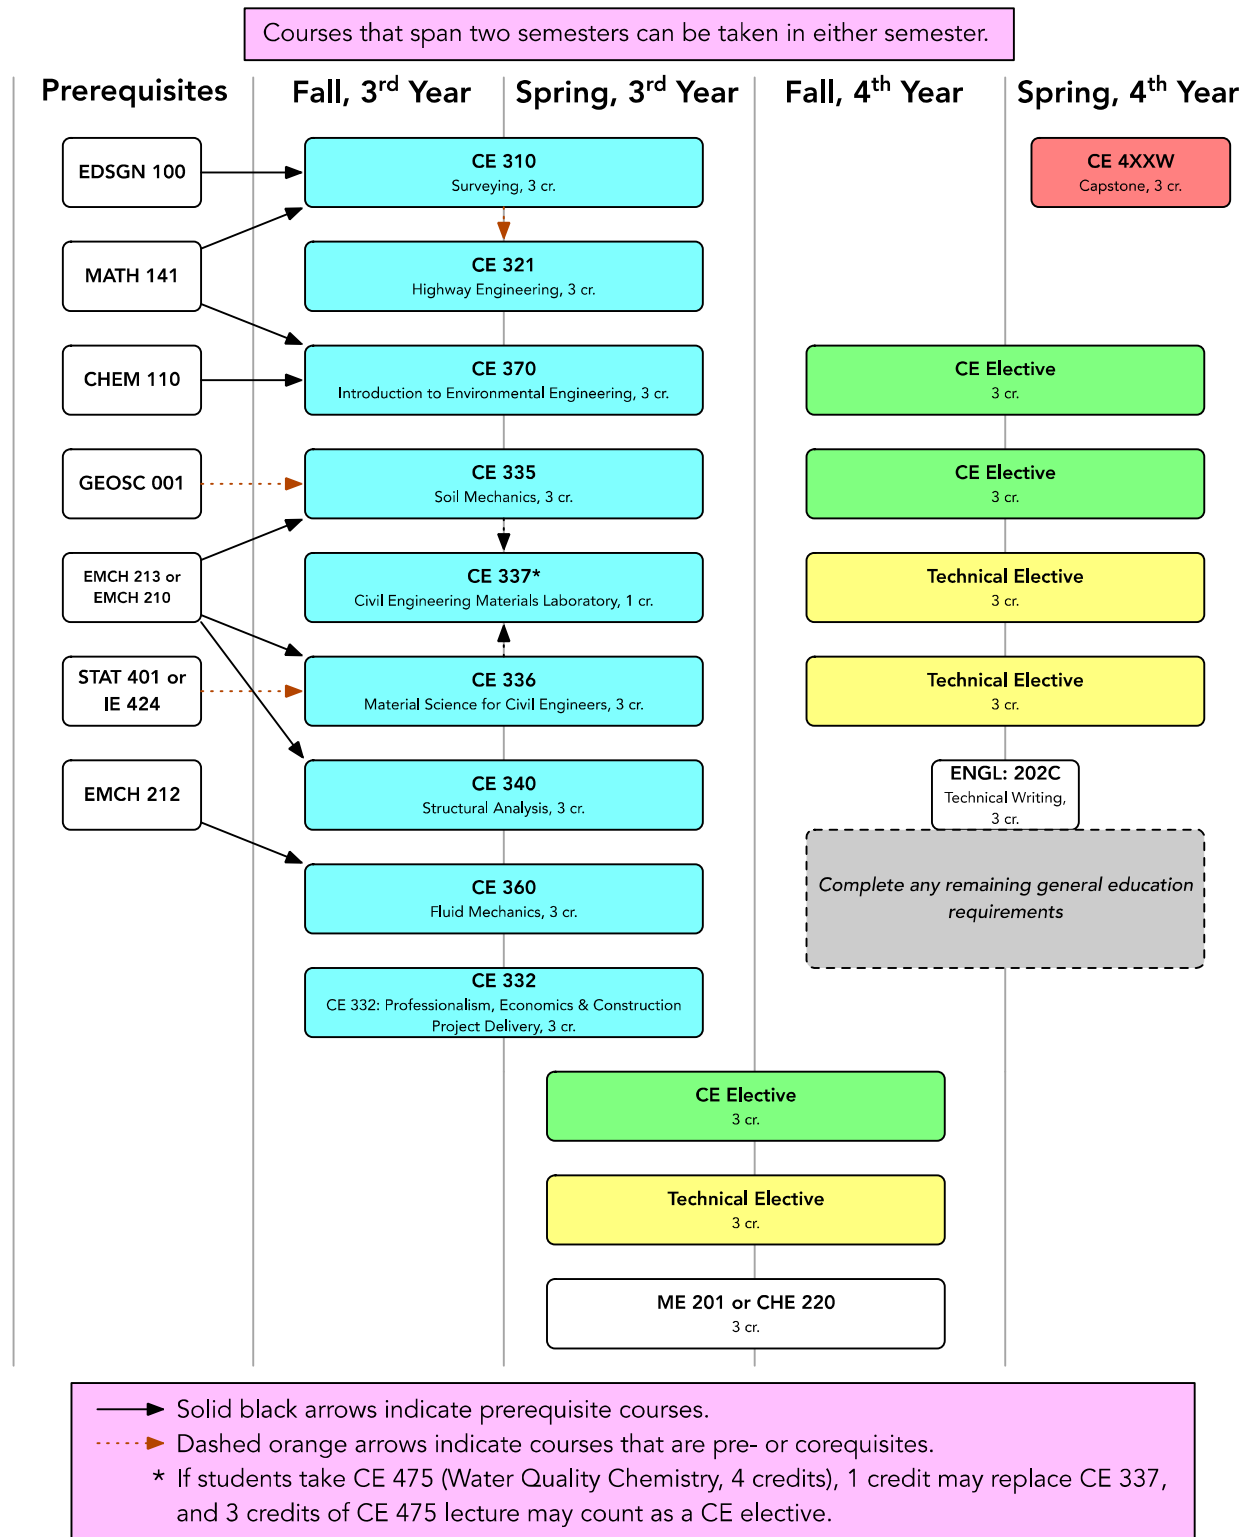 Courses that span two semesters can be taken in either semester.
Prerequisites
Fall, 3rd Year
Spring, 3rd Year
Fall, 4th Year
Spring, 4th Year
EDSGN 100
CE 310
Surveying, 3 cr.
CE 4XXW
Capstone, 3 cr.
MATH 141
CE 321
Highway Engineering, 3 cr.
CHEM 110
CE 370
Introduction to Environmental Engineering, 3 cr.
CE Elective
3 cr.
GEOSC 001
CE 335
Soil Mechanics, 3 cr.
CE Elective
3 cr.
EMCH 213 or
EMCH 210
CE 337*
Civil Engineering Materials Laboratory, 1 cr.
Technical Elective
3 cr.
STAT 401 or
IE 424
CE 336
Material Science for Civil Engineers, 3 cr.
Technical Elective
3 cr.
EMCH 212
CE 340
Structural Analysis, 3 cr.
ENGL: 202C
Technical Writing,
3 cr.
CE 360
Fluid Mechanics, 3 cr.
Complete any remaining general education
requirements
CE 332
CE 332: Professionalism, Economics & Construction
Project Delivery, 3 cr.
CE Elective
3 cr.
Technical Elective
3 cr.
ME 201 or CHE 220
3 cr.
Solid black arrows indicate prerequisite courses.
Dashed orange arrows indicate courses that are pre- or corequisites.
* If students take CE 475 (Water Quality Chemistry, 4 credits), 1 credit may replace CE 337,
and 3 credits of CE 475 lecture may count as a CE elective.